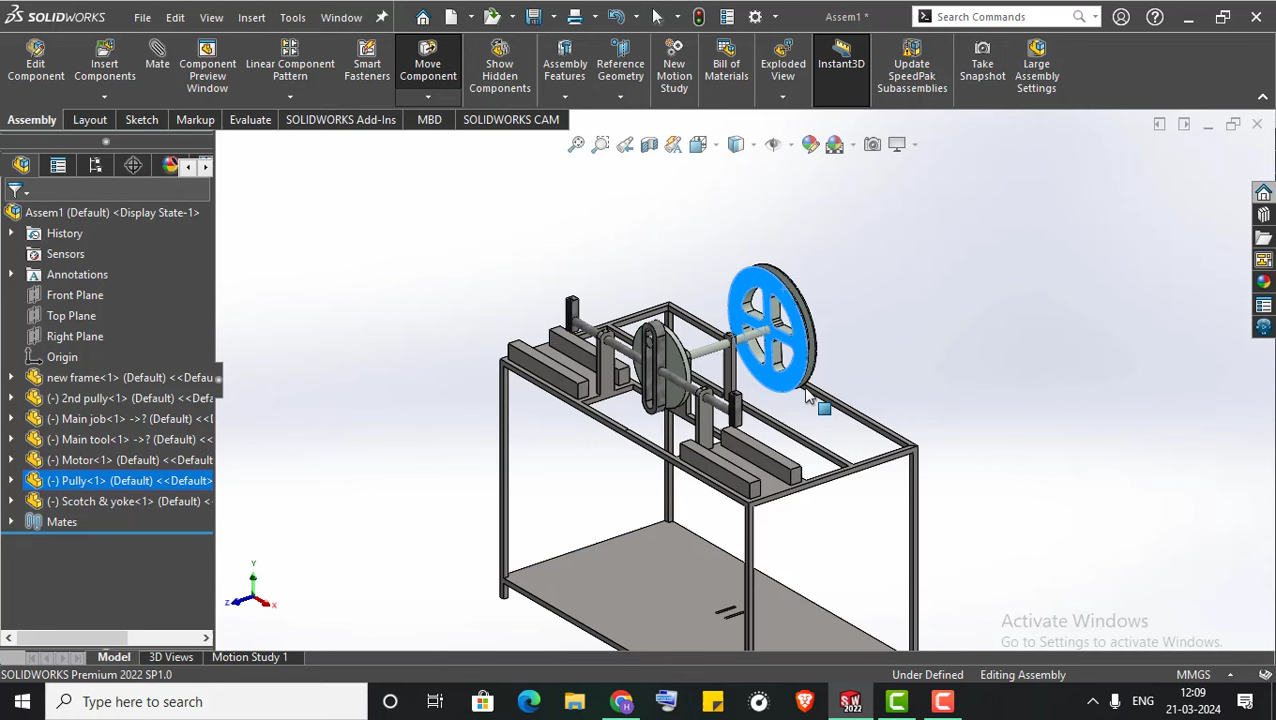 SOLIDWORKS File Edit View Insert Tools Window Assem1 * Search Commands
Edit Component
Insert Components
Mate
Component Preview Window
Linear Component Pattern
Smart Fasteners
Move Component
Show Hidden Components
Assembly Features
Reference Geometry
New Motion Study
Bill of Materials
Exploded View
Instant3D
Update SpeedPak Subassemblies
Take Snapshot
Large Assembly Settings
Assembly Layout Sketch Markup Evaluate SOLIDWORKS Add-Ins MBD SOLIDWORKS CAM
Assem1 (Default) <Display State-1>
History
Sensors
Annotations
Front Plane
Top Plane
Right Plane
Origin
new frame<1> (Default) <<Defau
(-) 2nd pully<1> (Default) <<Def
(-) Main job<1> ->? (Default) <<
(-) Main tool<1> ->? (Default) <
(-) Motor<1> (Default) <<Default
(-) Pully<1> (Default) <<Default>
(-) Scotch & yoke<1> (Default) <<
Mates
Y
Z X
Activate Windows
Go to Settings to activate Windows.
Model 3D Views Motion Study 1
SOLIDWORKS Premium 2022 SP1.0 Under Defined Editing Assembly MMGS
Type here to search
SW
2022
ENG
12:09
21-03-2024